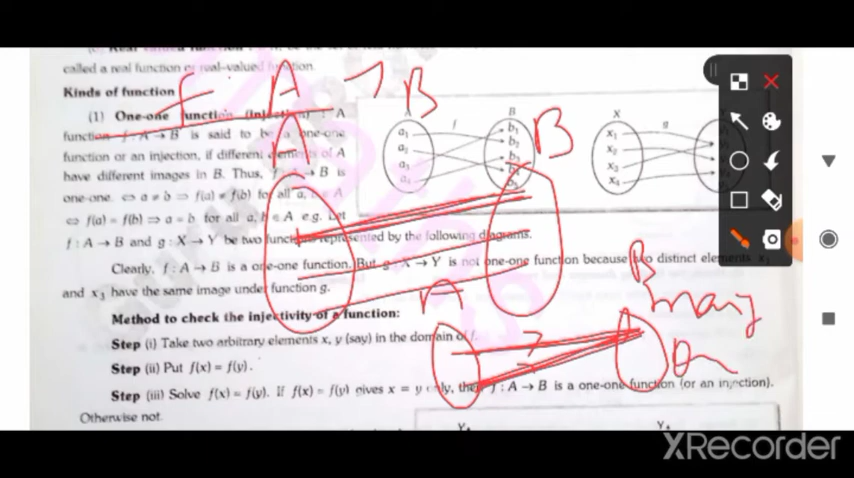 called a real function or real-valued function.
Kinds of function
(1) One-one function (injection) : A
function f : A → B is said to be a one-one
function or an injection, if different elements of A
have different images in B. Thus, f : A → B is
one-one. ⇔ a ≠ b ⇒ f(a) ≠ f(b) for all a, b ∈ A
⇔ f(a) = f(b) ⇒ a = b for all a, b ∈ A e.g. Let
f : A → B and g : X → Y be two functions represented by the following diagrams.
Clearly, f : A → B is a one-one function. But g : X → Y is not one-one function because two distinct elements x₁
and x₃ have the same image under function g.
Method to check the injectivity of a function:
Step (i) Take two arbitrary elements x, y (say) in the domain of f.
Step (ii) Put f(x) = f(y).
Step (iii) Solve f(x) = f(y). If f(x) = f(y) gives x = y only, then f : A → B is a one-one function (or an injection).
Otherwise not.
f
B
a₁
a₂
a₃
b₁
b₂
b₃
X
g
x₁
x₂
x₃
x₄
f : A → B
A
B
A
B
many
on
XRecorder